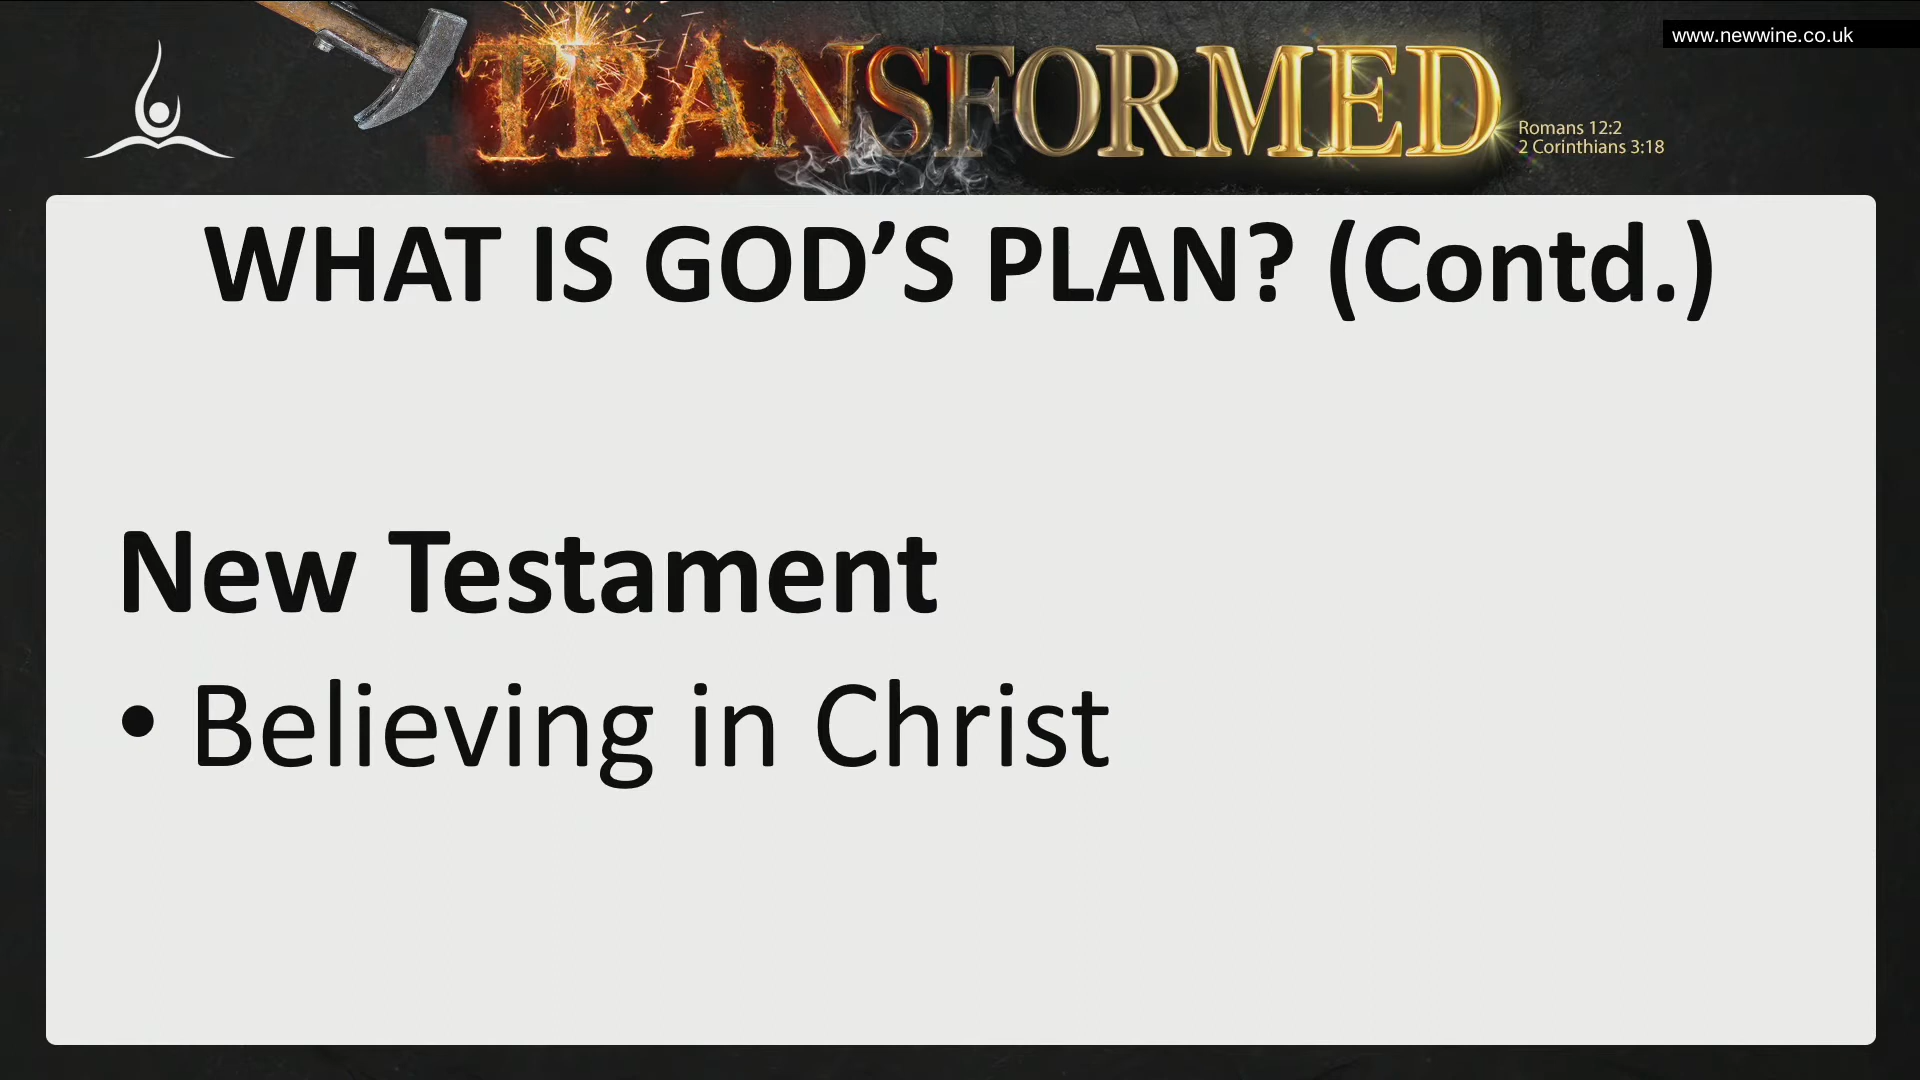 www.newwine.co.uk
TRANSFORMED
Romans 12:2
2 Corinthians 3:18
WHAT IS GOD’S PLAN? (Contd.)
New Testament
• Believing in Christ